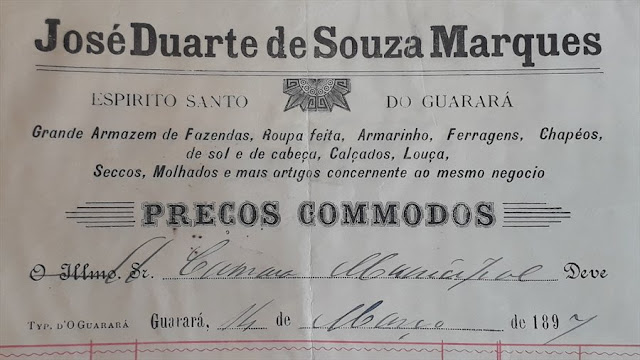 José Duarte de Souza Marques
ESPIRITO SANTO DO GUARARÁ
Grande Armazem de Fazendas, Roupa feita, Armarinho, Ferragens, Chapéos,
de sol e de cabeça, Calçados, Louça,
Seccos, Molhados e mais artigos concernente ao mesmo negocio
PREÇOS COMMODOS
O Illmo. Sr. Camara Municipal Deve
TYP. D'O GUARARÁ Guarará, 14 de Março de 1897